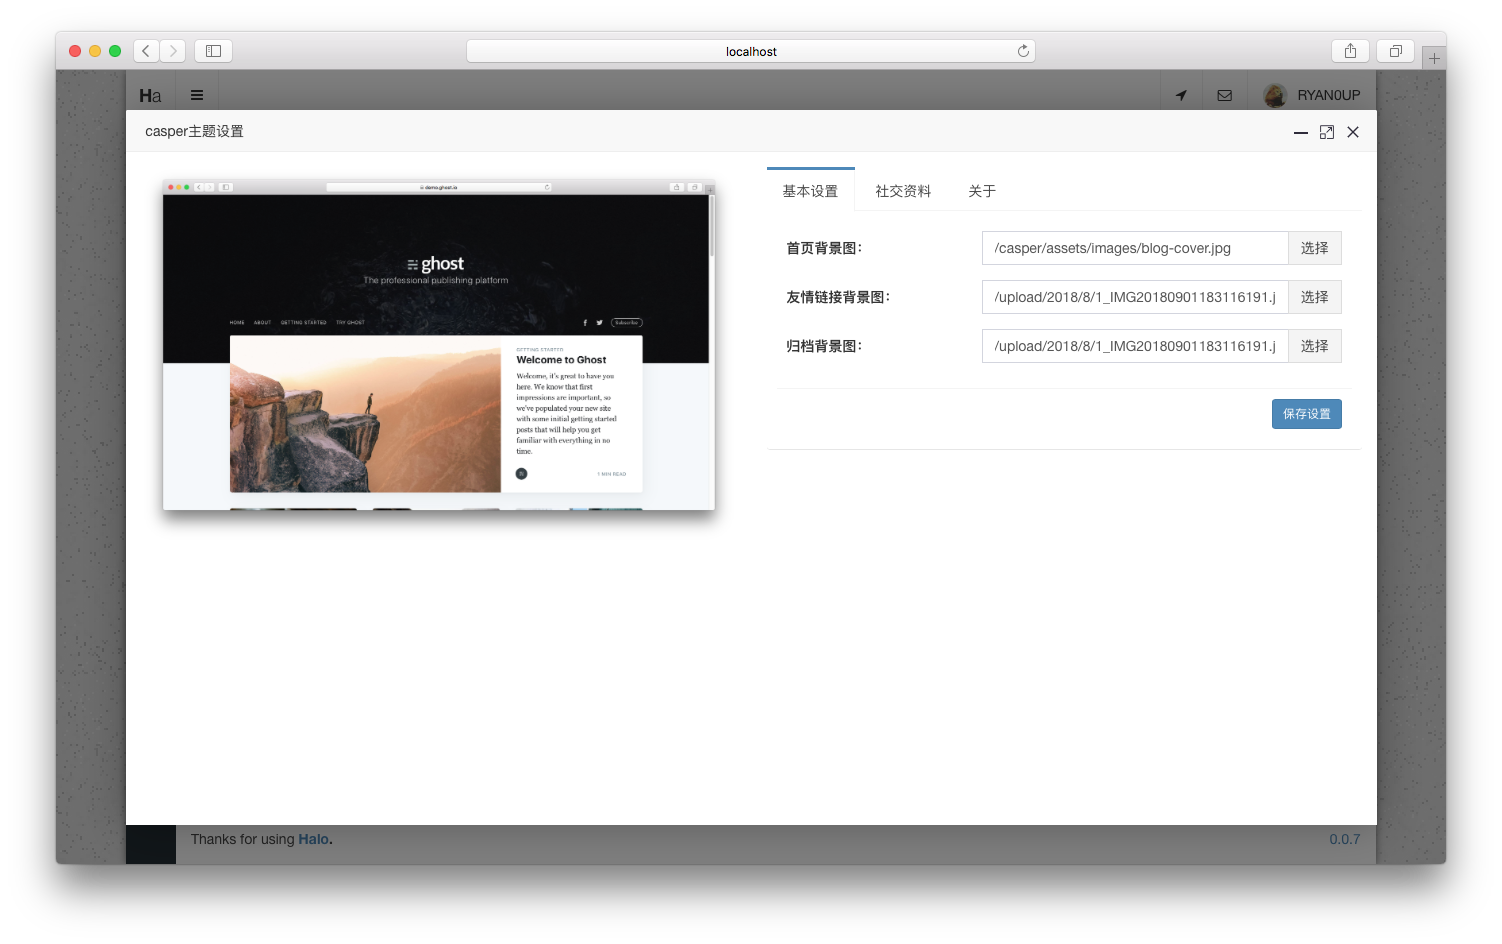 localhost
Ha
RYAN0UP
casper主题设置
demo.ghost.io
ghost
The professional publishing platform
HOME ABOUT GETTING STARTED TRY GHOST
Subscribe
GETTING STARTED
Welcome to Ghost
Welcome, it's great to have you
here. We know that first
impressions are important, so
we've populated your new site
with some initial getting started
posts that will help you get
familiar with everything in no
time.
1 MIN READ
基本设置 社交资料 关于
首页背景图： /casper/assets/images/blog-cover.jpg 选择
友情链接背景图： /upload/2018/8/1_IMG20180901183116191.j 选择
归档背景图： /upload/2018/8/1_IMG20180901183116191.j 选择
保存设置
Thanks for using Halo.
0.0.7